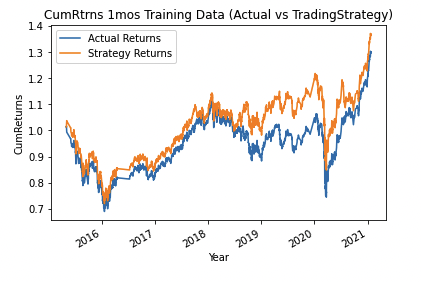 CumRtrns 1mos Training Data (Actual vs TradingStrategy)
Actual Returns
Strategy Returns
CumReturns
1.4
1.3
1.2
1.1
1.0
0.9
0.8
0.7
2016
2017
2018
2019
2020
2021
Year